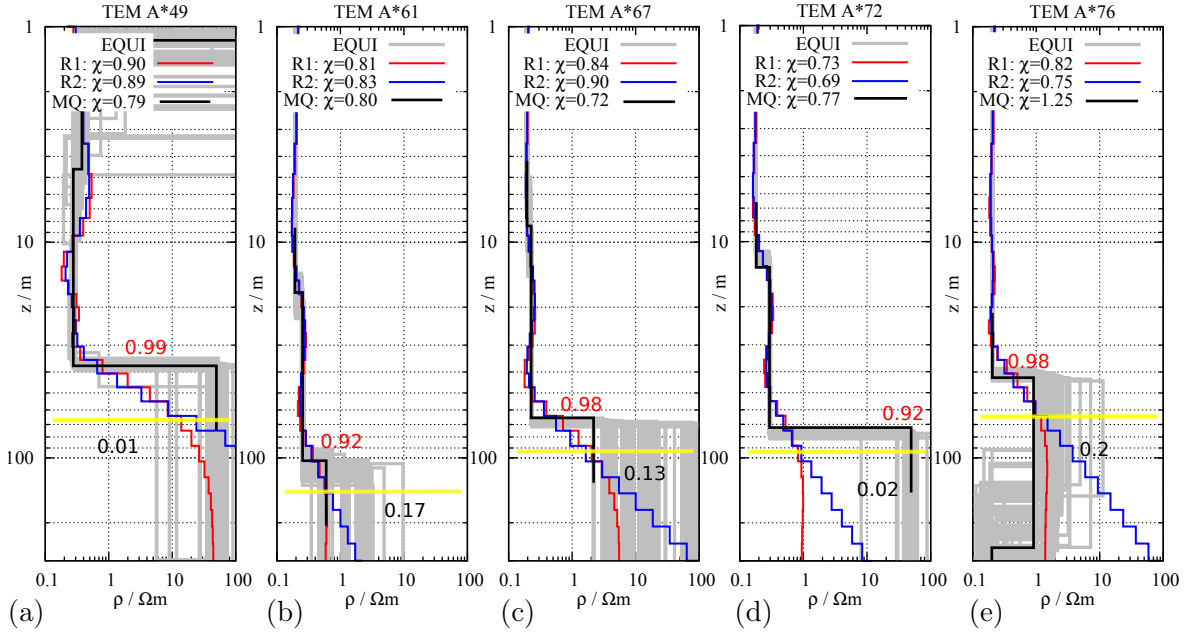 TEM A*49
1
EQUI
R1: χ=0.90
R2: χ=0.89
MQ: χ=0.79
10
z / m
0.99
0.01
100
0.1 1 10 100
ρ / Ωm
(a)
TEM A*61
1
EQUI
R1: χ=0.81
R2: χ=0.83
MQ: χ=0.80
10
z / m
0.92
0.17
100
0.1 1 10 100
ρ / Ωm
(b)
TEM A*67
1
EQUI
R1: χ=0.84
R2: χ=0.90
MQ: χ=0.72
10
z / m
0.98
0.13
100
0.1 1 10 100
ρ / Ωm
(c)
TEM A*72
1
EQUI
R1: χ=0.73
R2: χ=0.69
MQ: χ=0.77
10
z / m
0.92
0.02
100
0.1 1 10 100
ρ / Ωm
(d)
TEM A*76
1
EQUI
R1: χ=0.82
R2: χ=0.75
MQ: χ=1.25
10
z / m
0.98
0.2
100
0.1 1 10 100
ρ / Ωm
(e)